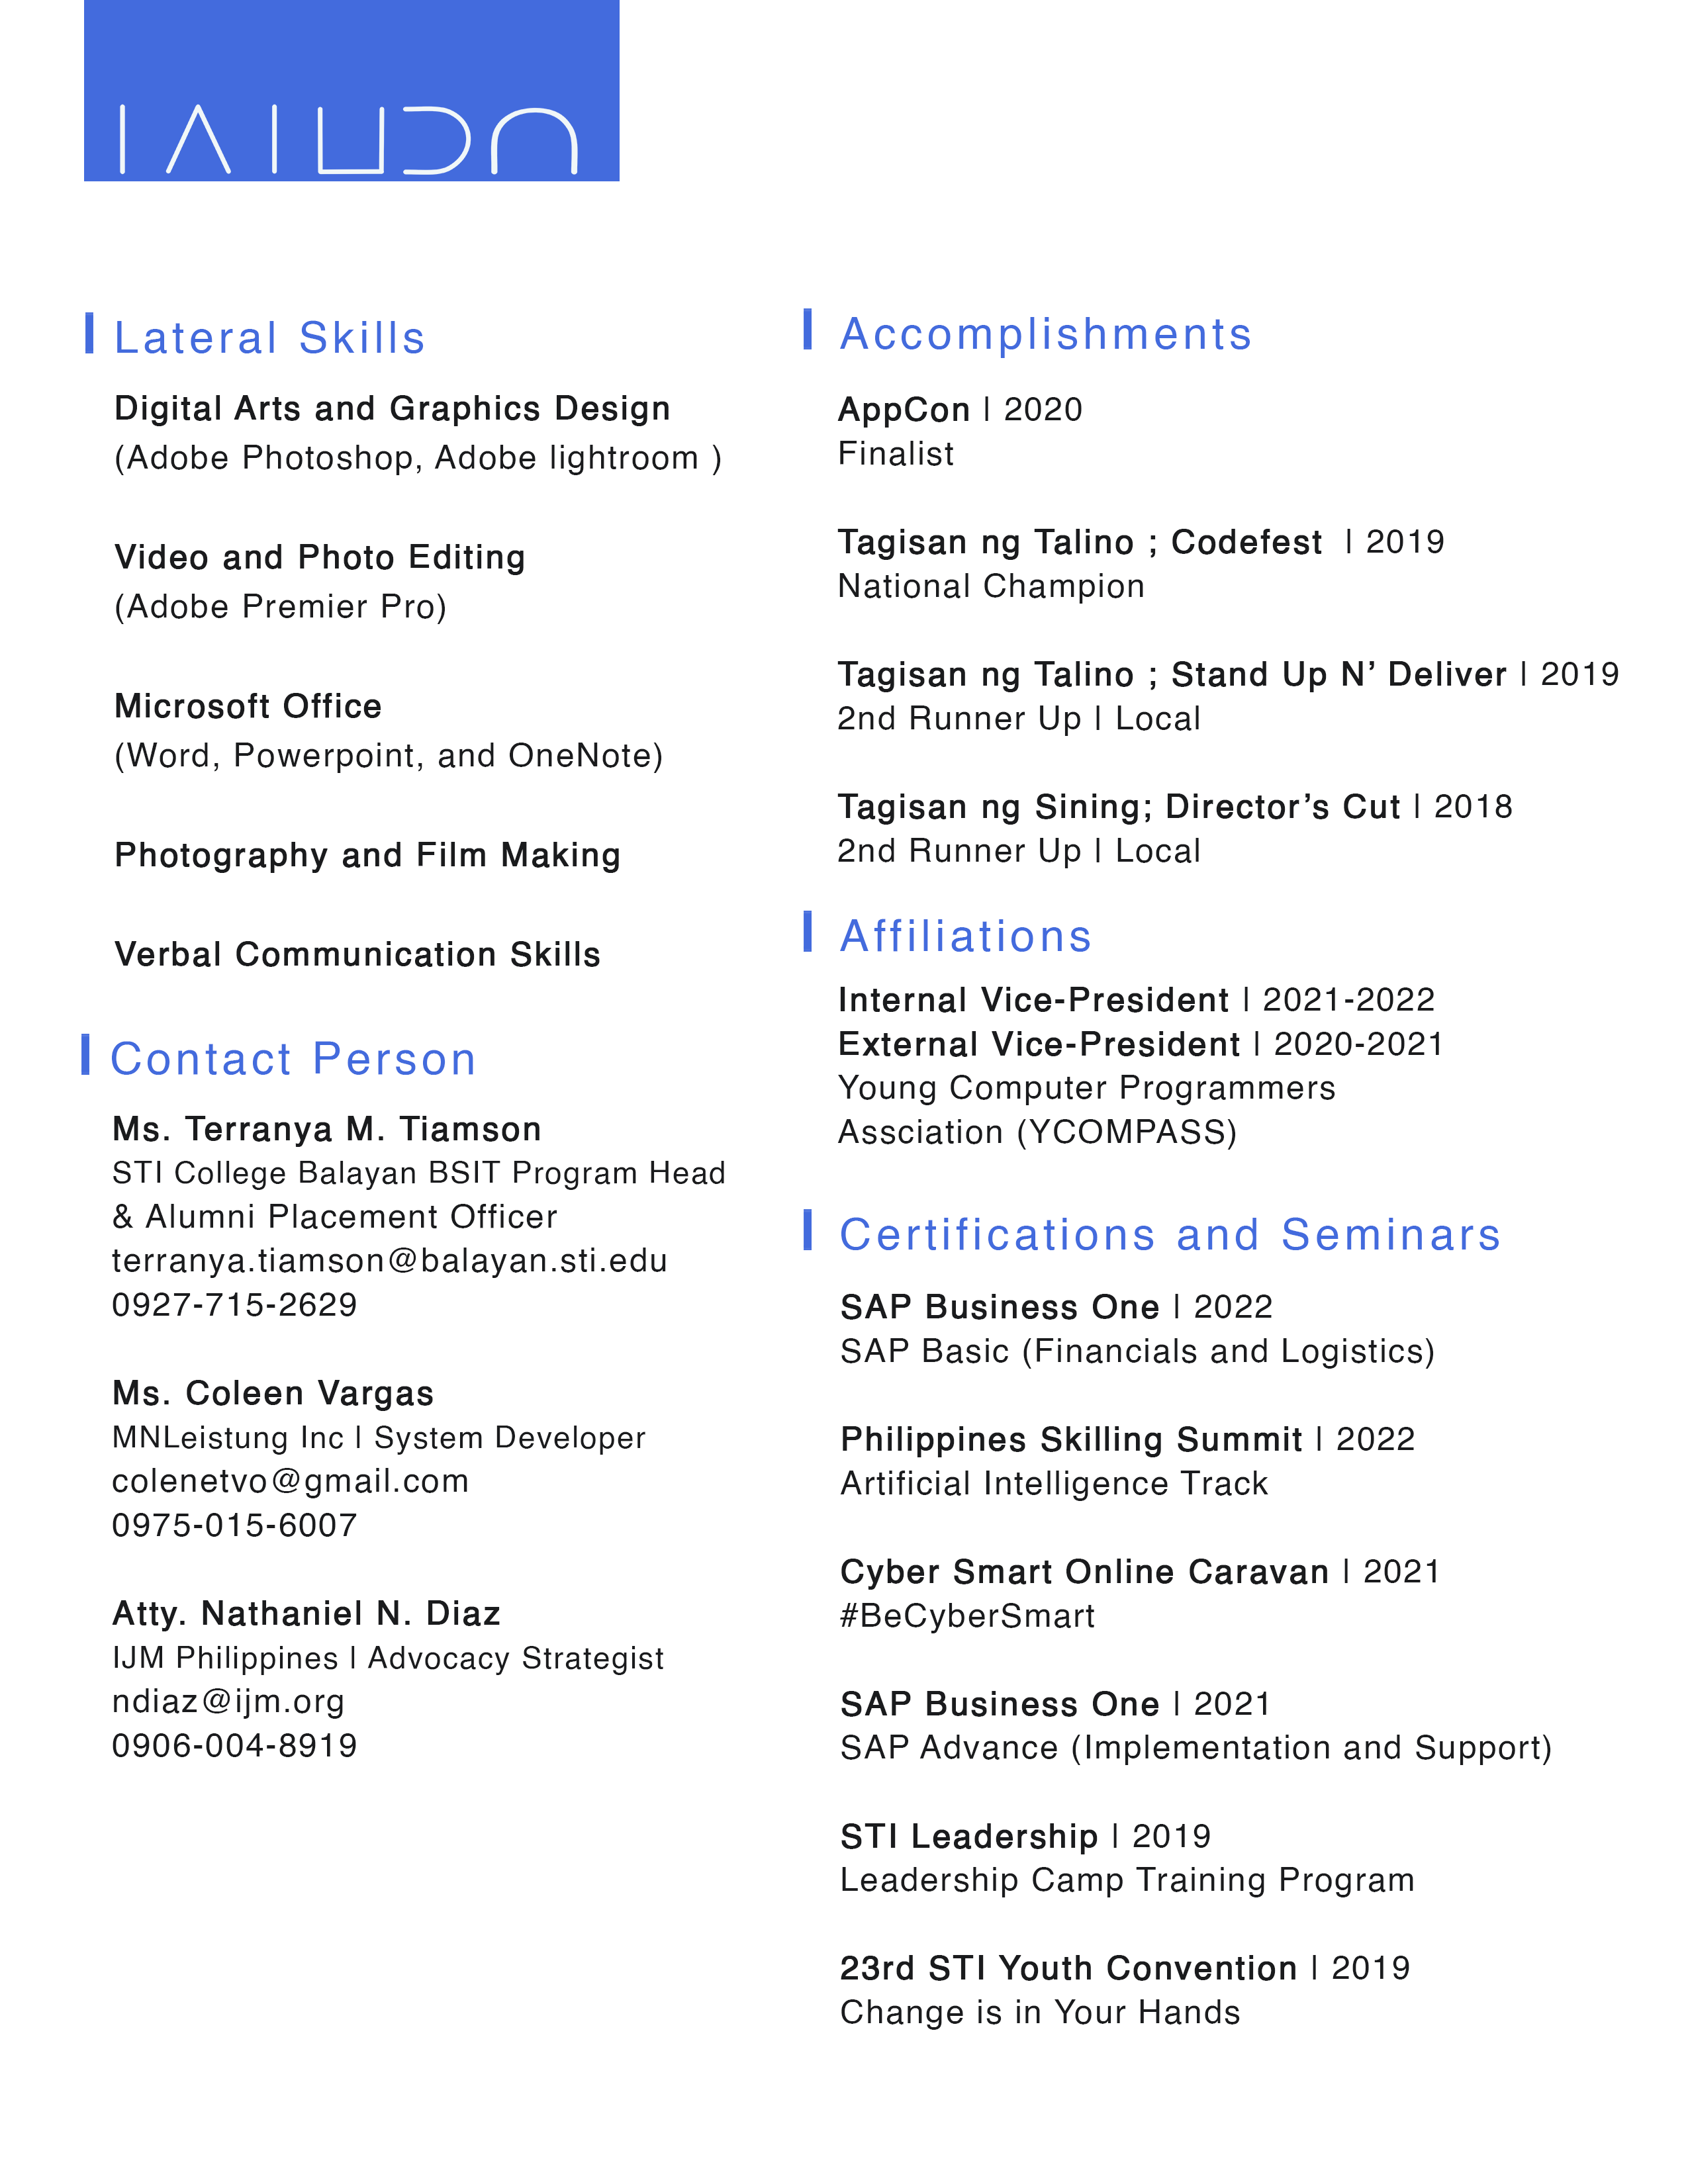 Lateral Skills
Digital Arts and Graphics Design
(Adobe Photoshop, Adobe lightroom )
Video and Photo Editing
(Adobe Premier Pro)
Microsoft Office
(Word, Powerpoint, and OneNote)
Photography and Film Making
Verbal Communication Skills
Contact Person
Ms. Terranya M. Tiamson
STI College Balayan BSIT Program Head
& Alumni Placement Officer
terranya.tiamson@balayan.sti.edu
0927-715-2629
Ms. Coleen Vargas
MNLeistung Inc | System Developer
colenetvo@gmail.com
0975-015-6007
Atty. Nathaniel N. Diaz
IJM Philippines | Advocacy Strategist
ndiaz@ijm.org
0906-004-8919
Accomplishments
AppCon | 2020
Finalist
Tagisan ng Talino ; Codefest | 2019
National Champion
Tagisan ng Talino ; Stand Up N’ Deliver | 2019
2nd Runner Up | Local
Tagisan ng Sining; Director’s Cut | 2018
2nd Runner Up | Local
Affiliations
Internal Vice-President | 2021-2022
External Vice-President | 2020-2021
Young Computer Programmers
Assciation (YCOMPASS)
Certifications and Seminars
SAP Business One | 2022
SAP Basic (Financials and Logistics)
Philippines Skilling Summit | 2022
Artificial Intelligence Track
Cyber Smart Online Caravan | 2021
#BeCyberSmart
SAP Business One | 2021
SAP Advance (Implementation and Support)
STI Leadership | 2019
Leadership Camp Training Program
23rd STI Youth Convention | 2019
Change is in Your Hands